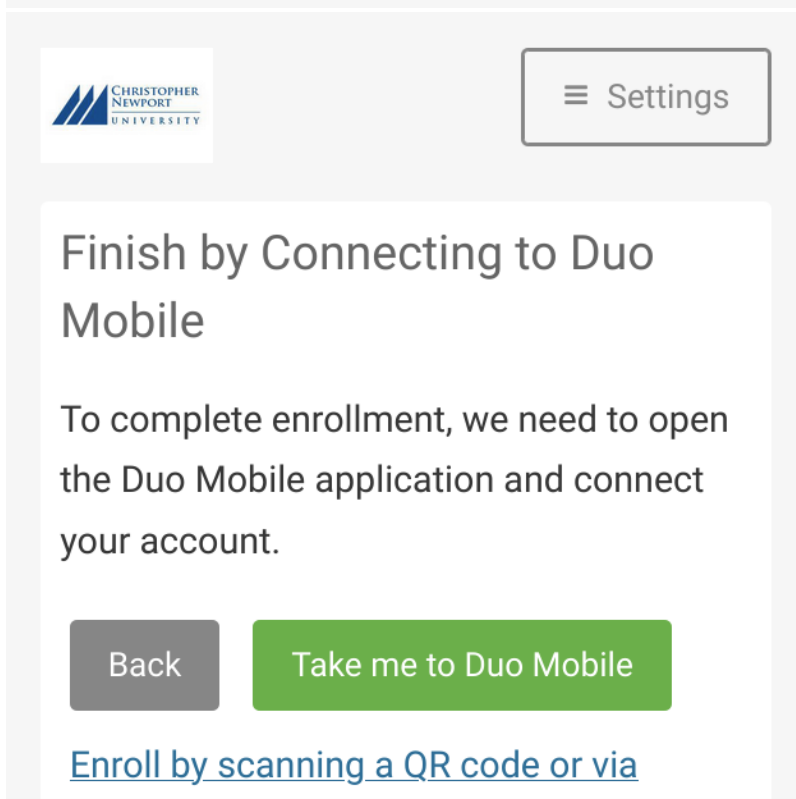 CHRISTOPHER
NEWPORT
UNIVERSITY
≡ Settings
Finish by Connecting to Duo
Mobile
To complete enrollment, we need to open
the Duo Mobile application and connect
your account.
Back
Take me to Duo Mobile
Enroll by scanning a QR code or via